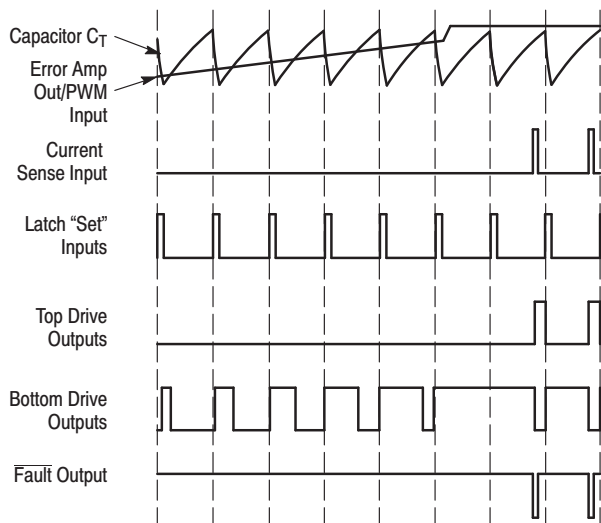 Capacitor CT
Error Amp
Out/PWM
Input
Current
Sense Input
Latch “Set”
Inputs
Top Drive
Outputs
Bottom Drive
Outputs
Fault Output